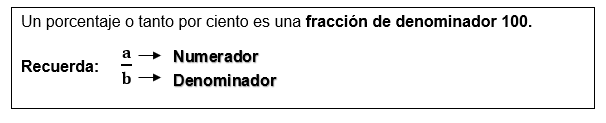 Un porcentaje o tanto por ciento es una fracción de denominador 100.
a → Numerador
Recuerda:
b → Denominador